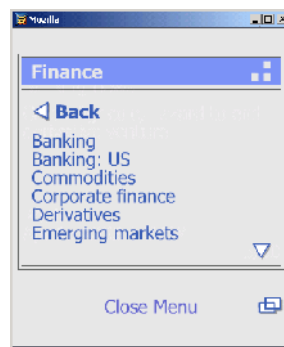 Mozilla
Finance
Back
Banking
Banking: US
Commodities
Corporate finance
Derivatives
Emerging markets
Close Menu